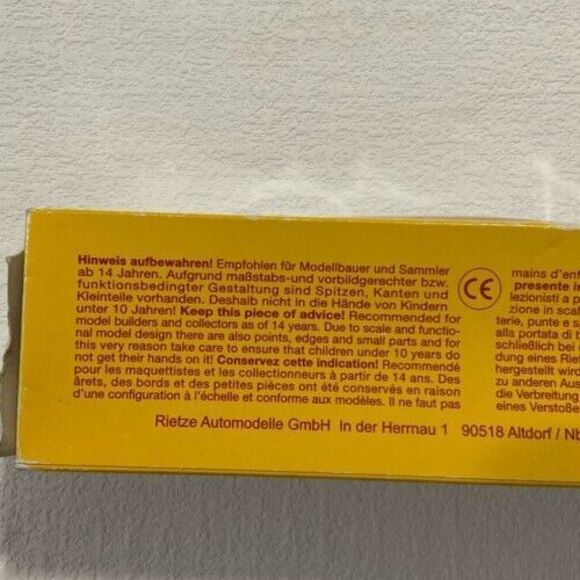 Hinweis aufbewahren! Empfohlen für Modellbauer und Sammler
ab 14 Jahren. Aufgrund maßstabs-und vorbildgerechter bzw.
funktionsbedingter Gestaltung sind Spitzen, Kanten und
Kleinteile vorhanden. Deshalb nicht in die Hände von Kindern
unter 10 Jahren! Keep this piece of advice! Recommended for
model builders and collectors as of 14 years. Due to scale and functio-
nal model design there are also points, edges and small parts and for
this very reason take care to ensure that children under 10 years do
not get their hands on it! Conservez cette indication! Recommendé
pour les maquettistes et les collectionneurs à partir de 14 ans. Des
ârets, des bords et des petites pièces ont été conservés en raison
d'une configuration à l'échelle et conforme aux modèles. Il ne faut pas
CE
mains d'enf
presente in
lezionisti a p
zione in scal
terie, punte e s
alla portata di b
schließlich bei i
dung eines Rie
hergestellt wird
zu anderen Aus
die Verbreitung
eines Verstoße
Rietze Automodelle GmbH In der Herrnau 1 90518 Altdorf / Nb